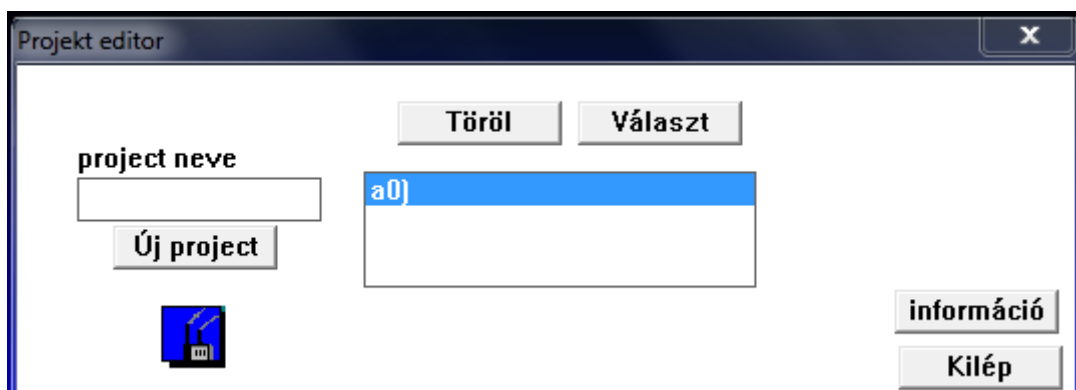 Projekt editor
x
Töröl
Választ
project neve
a0)
Új project
információ
Kilép